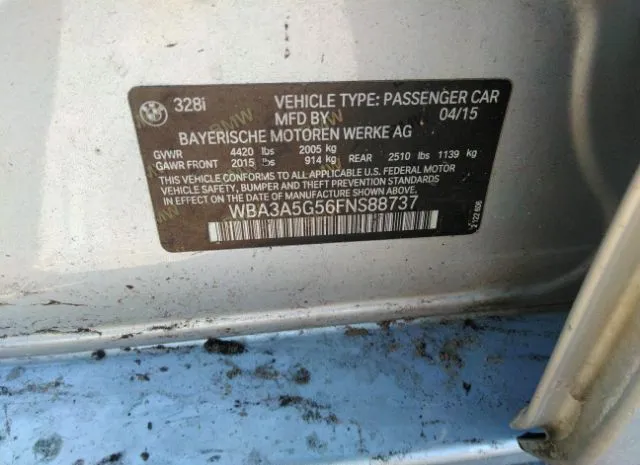 328i VEHICLE TYPE: PASSENGER CAR
MFD BY 04/15
BAYERISCHE MOTOREN WERKE AG
GVWR 4420 lbs 2005 kg
GAWR FRONT 2015 lbs 914 kg REAR 2510 lbs 1139 kg
THIS VEHICLE CONFORMS TO ALL APPLICABLE U.S. FEDERAL MOTOR
VEHICLE SAFETY, BUMPER, AND THEFT PREVENTION STANDARDS
IN EFFECT ON THE DATE OF MANUFACTURE SHOWN ABOVE.
WBA3A5G56FNS88737